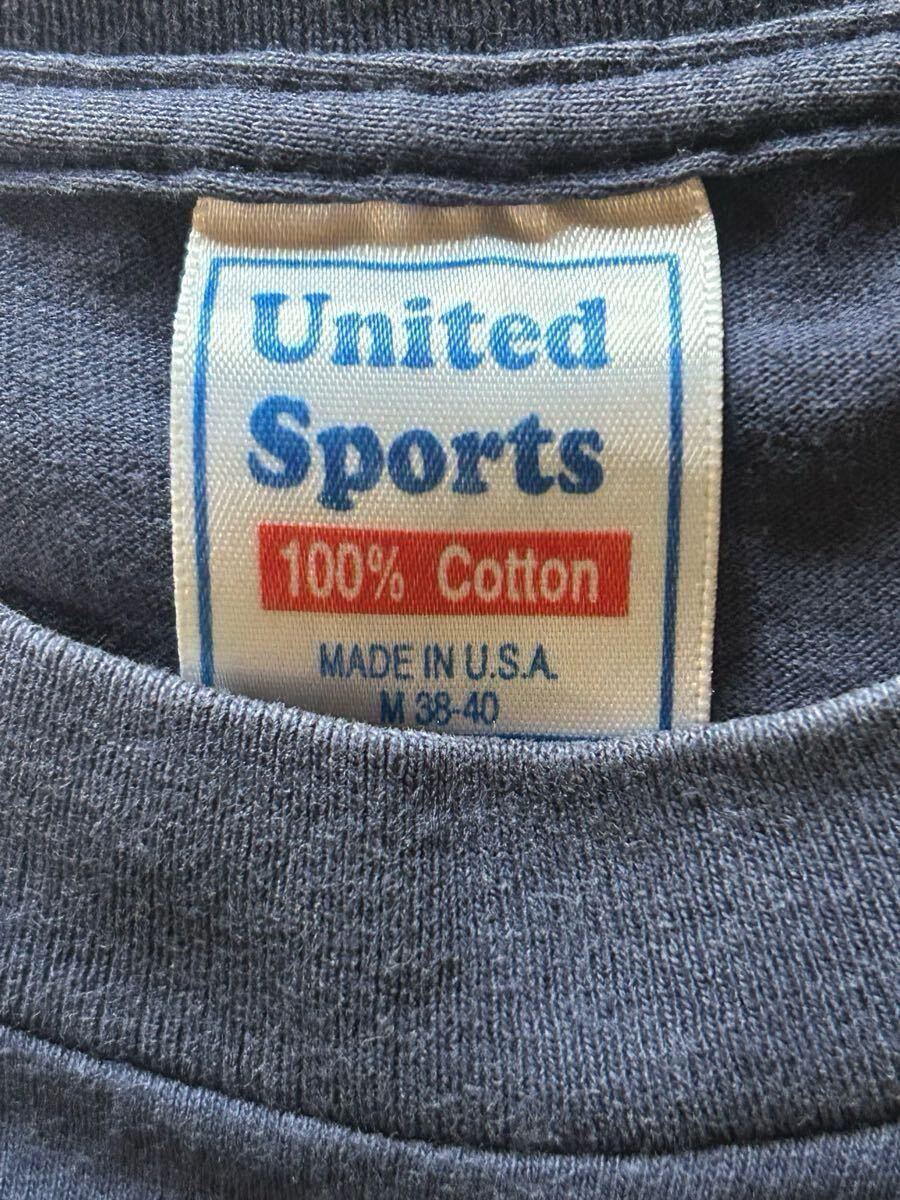 United
Sports
100% Cotton
MADE IN U.S.A.
M 38-40